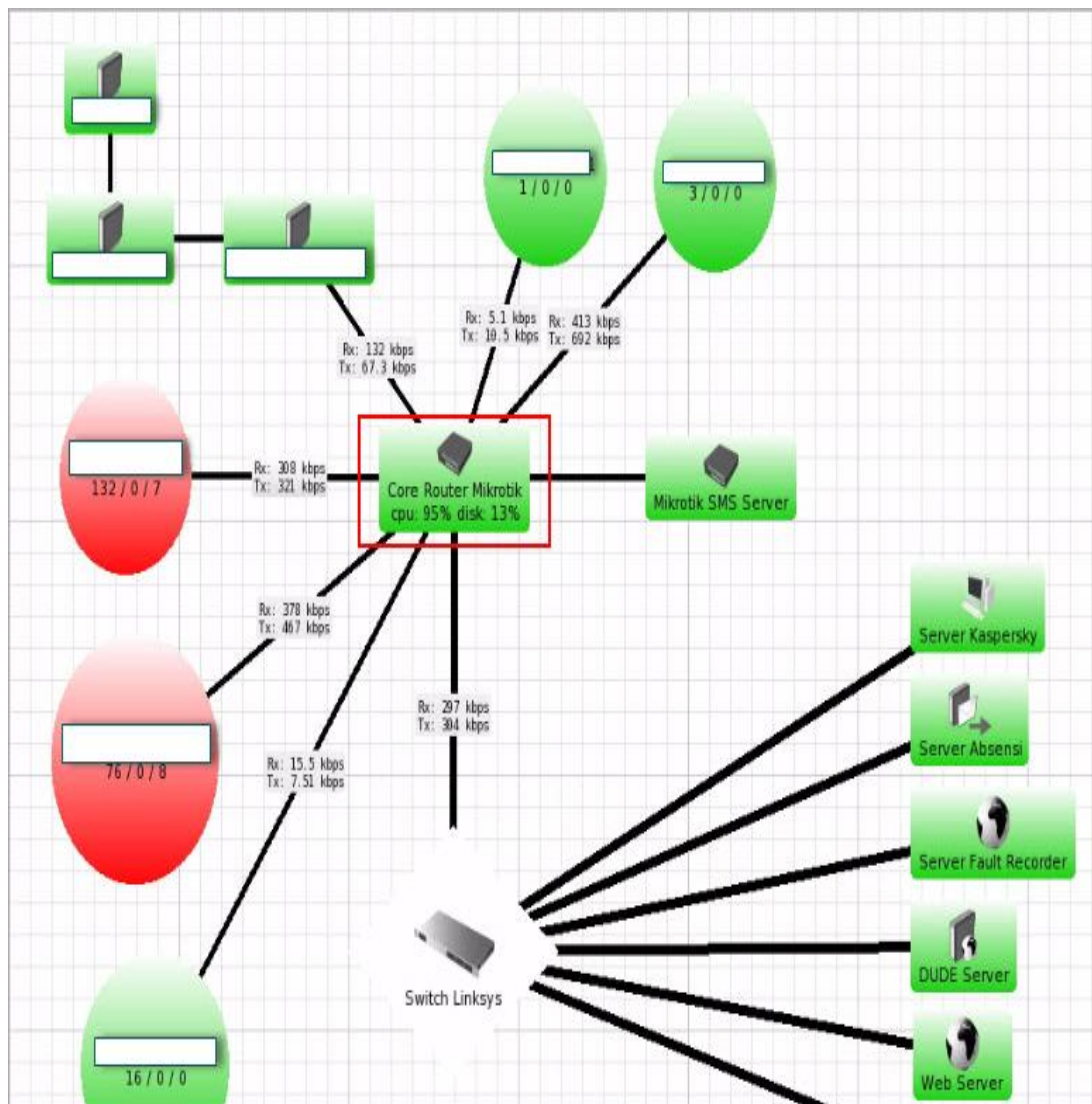 1 / 0 / 0
3 / 0 / 0
Rx: 5.1 kbps
Tx: 10.5 kbps
Rx: 413 kbps
Tx: 692 kbps
Rx: 132 kbps
Tx: 67.3 kbps
132 / 0 / 7
Rx: 308 kbps
Tx: 321 kbps
Core Router Mikrotik
cpu: 95% disk: 13%
Mikrotik SMS Server
Rx: 378 kbps
Tx: 467 kbps
Server Kaspersky
Rx: 297 kbps
Tx: 304 kbps
Server Absensi
76 / 0 / 8
Rx: 15.5 kbps
Tx: 7.51 kbps
Server Fault Recorder
DUDE Server
Switch Linksys
Web Server
16 / 0 / 0